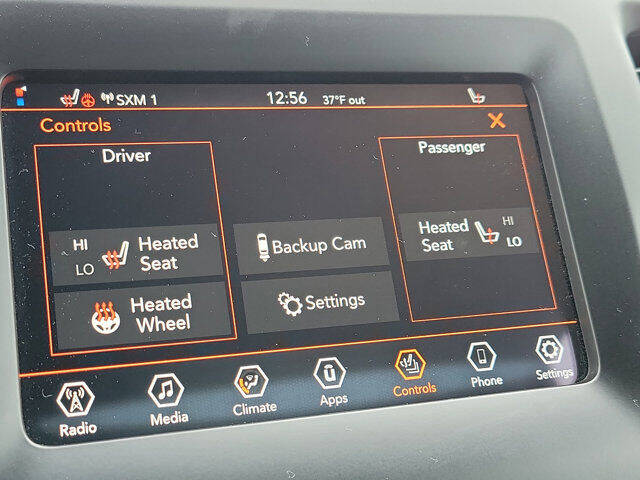 SXM 1 12:56 37°F out
Controls X
Driver
Passenger
HI
LO
Heated
Seat
Backup Cam
Heated
Seat
HI
LO
Heated
Wheel
Settings
Radio Media Climate Apps Controls Phone Settings